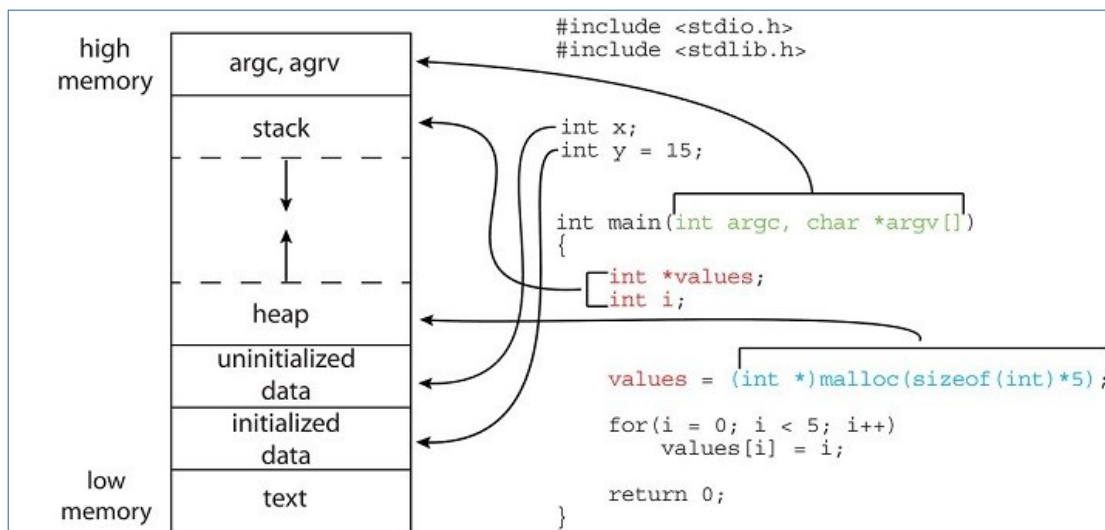 high
memory
argc, agrv
stack
heap
uninitialized
data
initialized
data
text
low
memory
#include <stdio.h>
#include <stdlib.h>
int x;
int y = 15;
int main(int argc, char *argv[])
{
int *values;
int i;
values = (int *)malloc(sizeof(int)*5);
for(i = 0; i < 5; i++)
values[i] = i;
return 0;
}